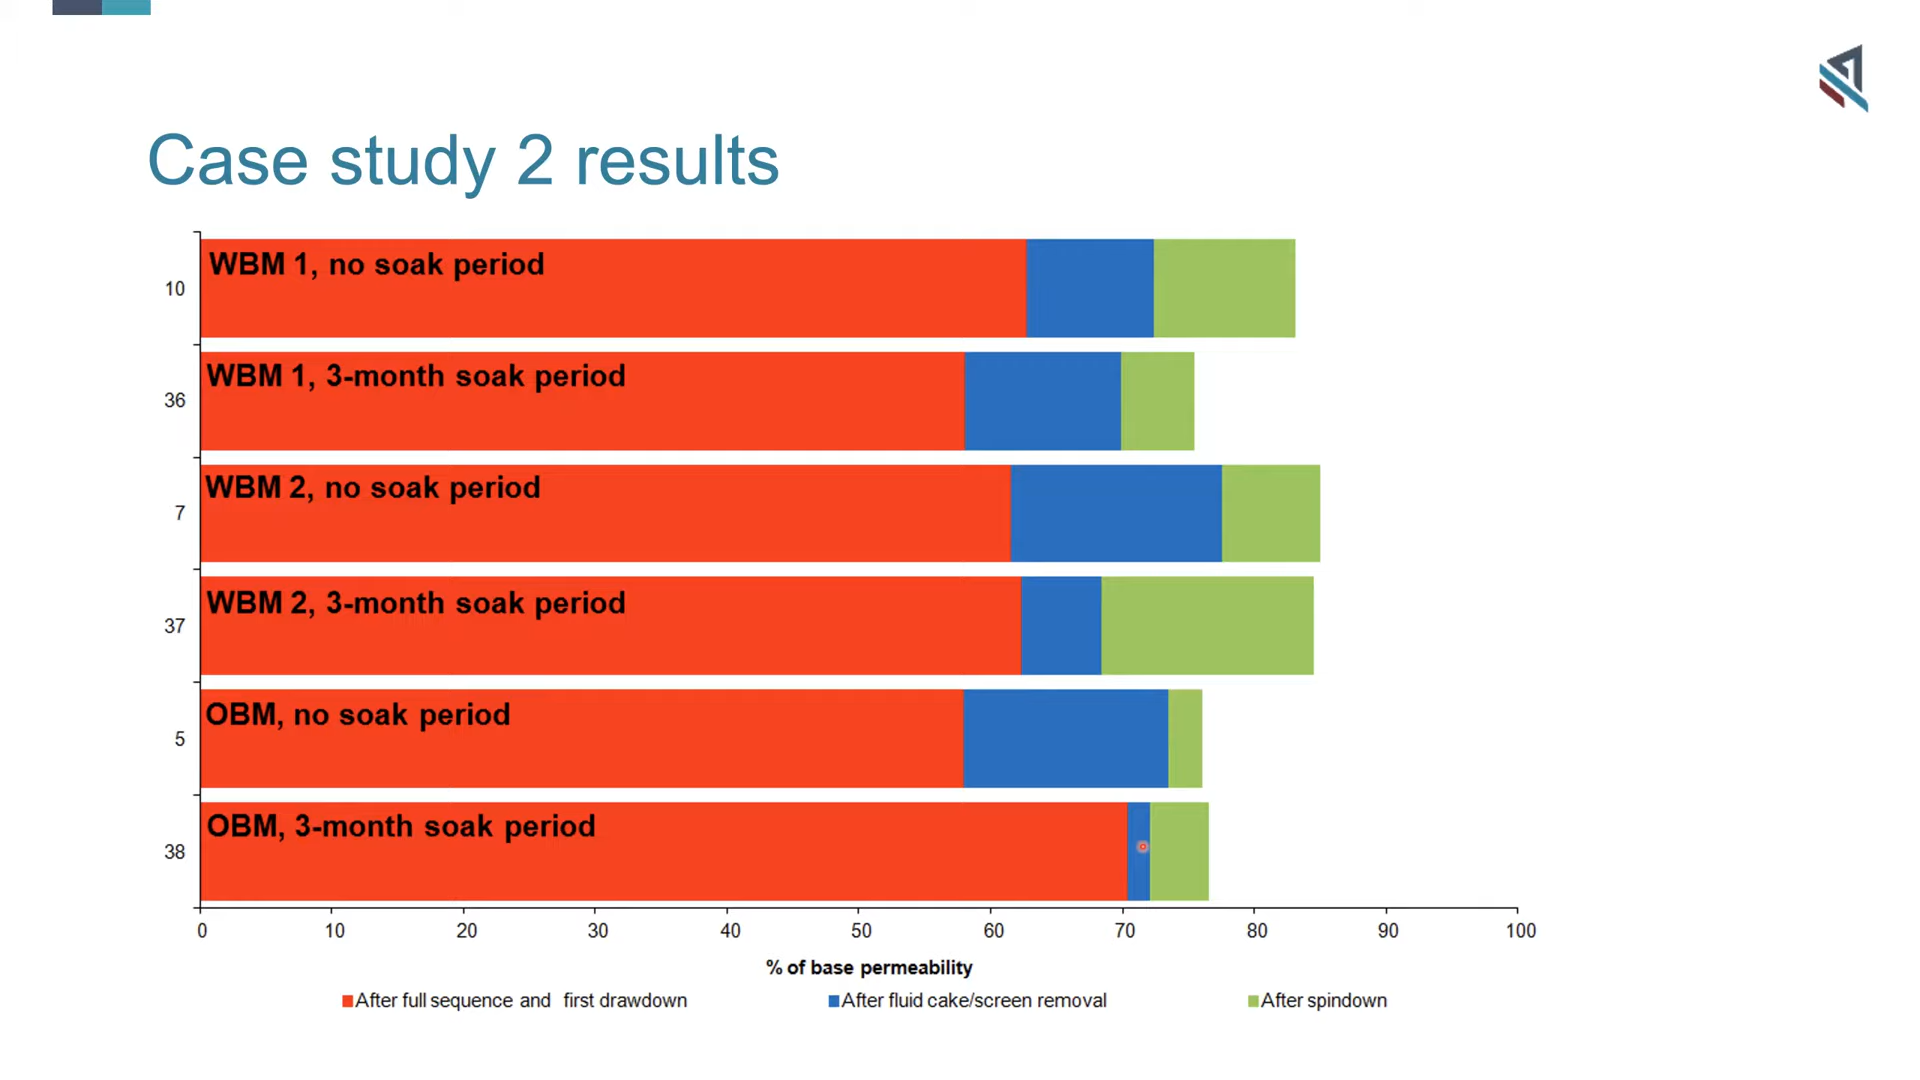 Case study 2 results
WBM 1, no soak period
10
WBM 1, 3-month soak period
36
WBM 2, no soak period
7
WBM 2, 3-month soak period
37
OBM, no soak period
5
OBM, 3-month soak period
38
0 10 20 30 40 50 60 70 80 90 100
% of base permeability
After full sequence and first drawdown After fluid cake/screen removal After spindown